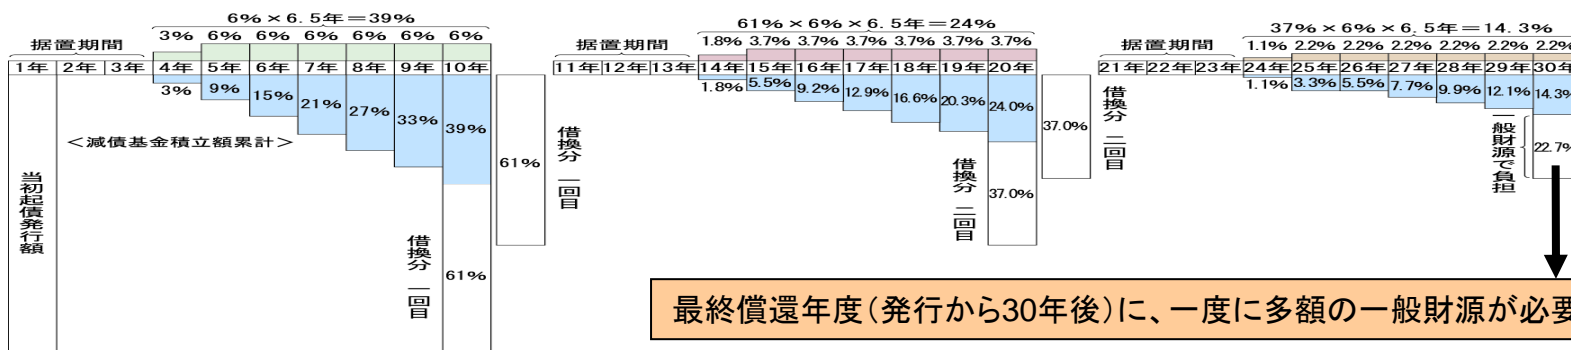 6%×6.5年=39%
3% 6% 6% 6% 6% 6% 6%
据置期間
1年 2年 3年 4年 5年 6年 7年 8年 9年 10年
3% 9% 15% 21% 27% 33% 39%
<減債基金積立額累計>
当初起債発行額
借換分 一回目
61%
61%
借換分 一回目
61%×6%×6.5年=24%
1.8% 3.7% 3.7% 3.7% 3.7% 3.7% 3.7%
据置期間
11年 12年 13年 14年 15年 16年 17年 18年 19年 20年
1.8% 5.5% 9.2% 12.9% 16.6% 20.3% 24.0%
借換分 二回目
37.0%
37.0%
借換分 二回目
37%×6%×6.5年=14.3%
1.1% 2.2% 2.2% 2.2% 2.2% 2.2% 2.2%
据置期間
21年 22年 23年 24年 25年 26年 27年 28年 29年 30年
1.1% 3.3% 5.5% 7.7% 9.9% 12.1% 14.3%
一般財源で負担
22.7%
最終償還年度(発行から30年後)に、一度に多額の一般財源が必要